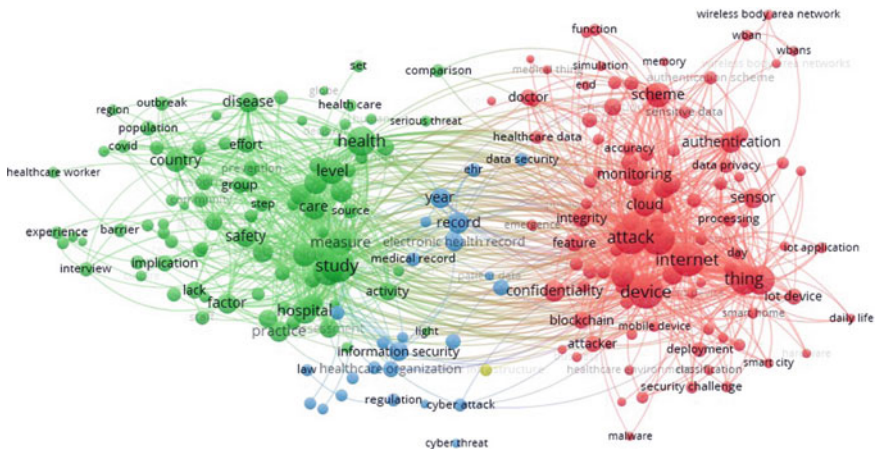 wireless body area network
function
wban
wbans
set
comparison
simulation
memory
wireless body area networks
medical thing
authentication scheme
end
globe
outbreak
disease
health care
doctor
scheme
region
sensitive data
population
serious threat
covid
effort
health
healthcare data
accuracy
authentication
country
data security
prevention
level
ehr
monitoring
data privacy
healthcare worker
group
community
step
care
source
year
cloud
sensor
record
emergence
integrity
processing
experience
barrier
safety
measure
electronic health record
feature
attack
day
iot application
interview
implication
study
medical record
internet
patient data
thing
lack
activity
confidentiality
device
iot device
factor
hospital
smart home
daily life
practice
assessment
light
blockchain
mobile device
information security
attacker
deployment
hardware
law
healthcare organization
infrastructure
healthcare environment
classification
smart city
security challenge
regulation
cyber attack
cyber threat
malware